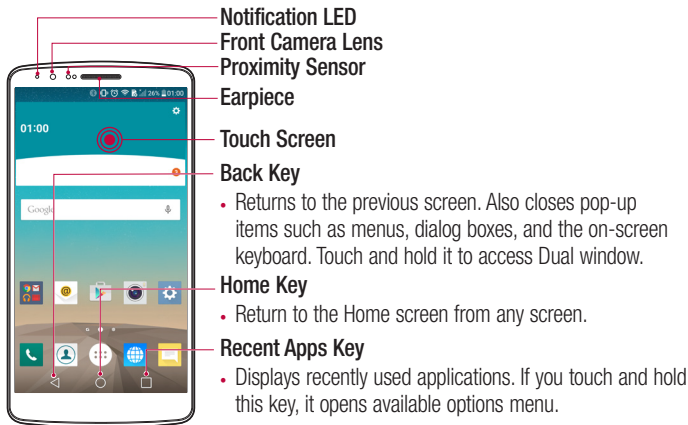 Notification LED
Front Camera Lens
Proximity Sensor
Earpiece
26% 01:00
01:00
Touch Screen
Back Key
• Returns to the previous screen. Also closes pop-up
items such as menus, dialog boxes, and the on-screen
keyboard. Touch and hold it to access Dual window.
Google
Home Key
• Return to the Home screen from any screen.
Recent Apps Key
• Displays recently used applications. If you touch and hold
this key, it opens available options menu.